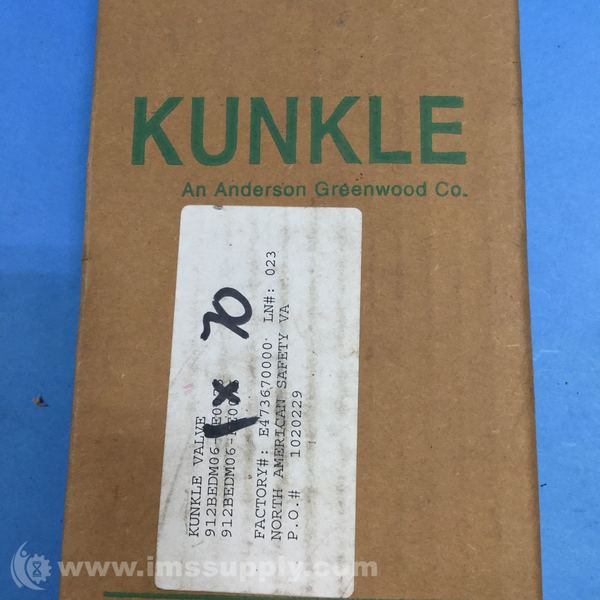 KUNKLE
An Anderson Greenwood Co.
KUNKLE VALVE
912BEDM06-
912BEDM06-
FACTORY#: E473670000 LN#: 023
NORTH AMERICAN SAFETY VA
P.O.# 1020229
1x
70
www.imssupply.com